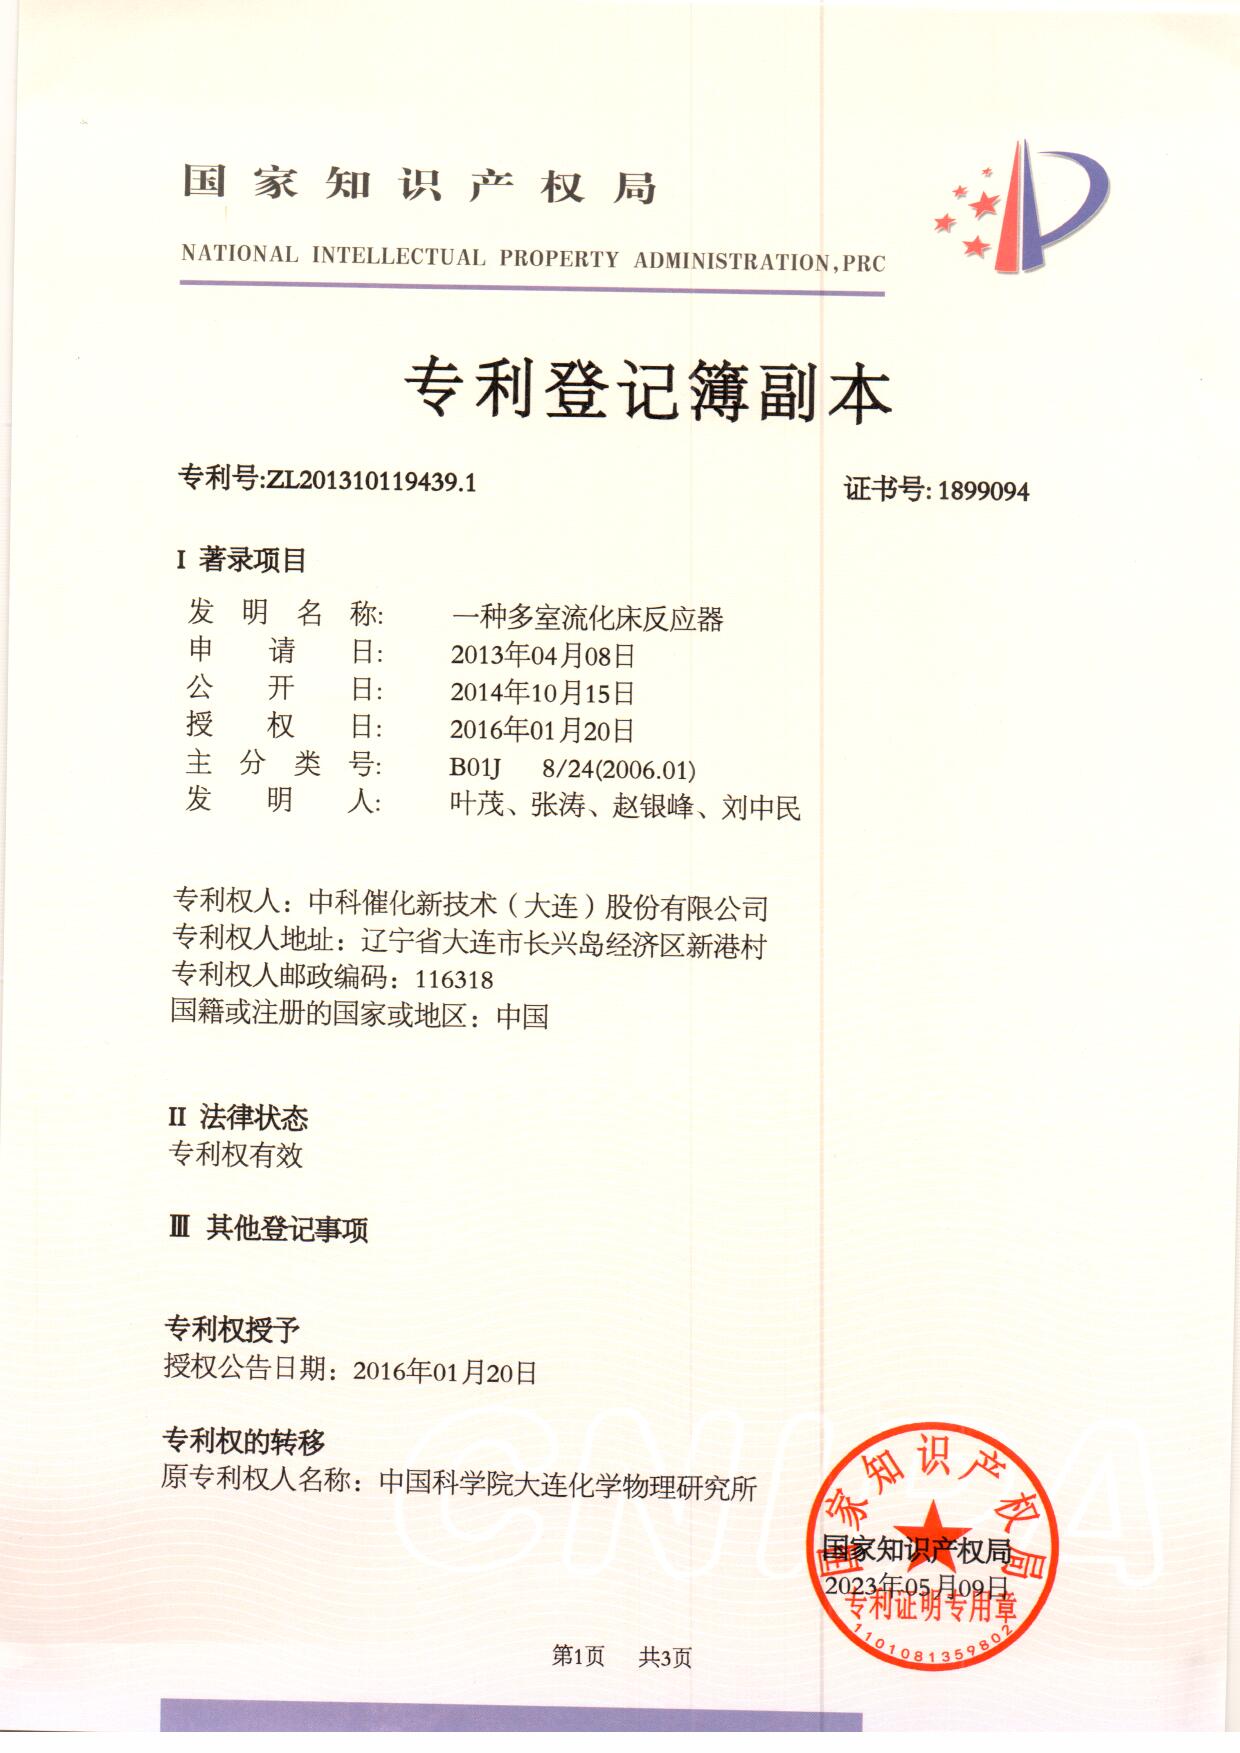 国家知识产权局
NATIONAL INTELLECTUAL PROPERTY ADMINISTRATION,PRC
专利登记簿副本
专利号:ZL201310119439.1
证书号: 1899094
I 著录项目
发明名称: 一种多室流化床反应器
申请日: 2013年04月08日
公开日: 2014年10月15日
授权日: 2016年01月20日
主分类号: B01J 8/24(2006.01)
发明人: 叶茂、张涛、赵银峰、刘中民
专利权人：中科催化新技术（大连）股份有限公司
专利权人地址：辽宁省大连市长兴岛经济区新港村
专利权人邮政编码：116318
国籍或注册的国家或地区：中国
II 法律状态
专利权有效
III 其他登记事项
专利权授予
授权公告日期：2016年01月20日
专利权的转移
原专利权人名称：中国科学院大连化学物理研究所
CNIPA
国家知识产权局
国家知识产权局
2023年05月09日
专利证明专用章
1101081359802
第1页 共3页